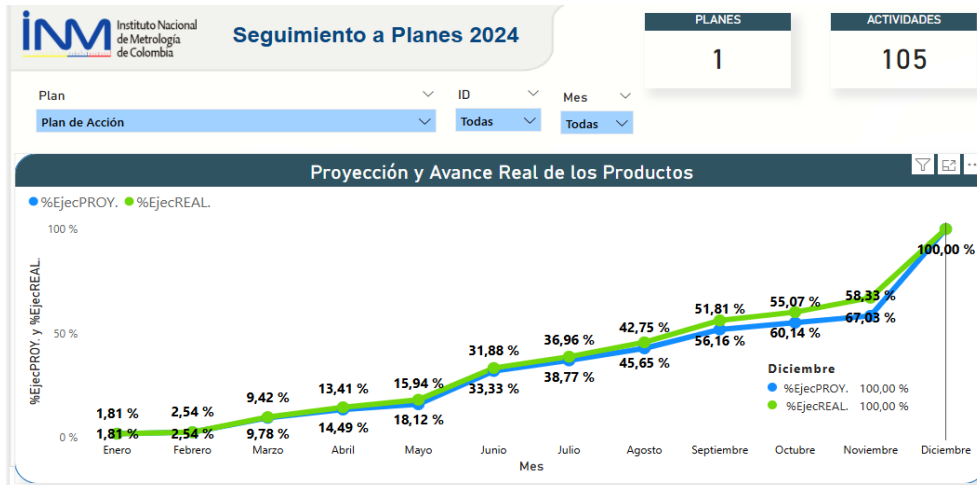 INM
Instituto Nacional
de Metrología
de Colombia
Seguimiento a Planes 2024
PLANES
1
ACTIVIDADES
105
Plan
Plan de Acción
ID
Todas
Mes
Todas
Proyección y Avance Real de los Productos
%EjecPROY. %EjecREAL.
%EjecPROY. y %EjecREAL.
100 %
50 %
0 %
1,81 % 2,54 % 9,42 % 13,41 % 15,94 % 31,88 % 36,96 % 42,75 % 51,81 % 55,07 % 58,33 % 100,00 %
1,81 % 2,54 % 9,78 % 14,49 % 18,12 % 33,33 % 38,77 % 45,65 % 56,16 % 60,14 % 67,03 %
Diciembre
%EjecPROY. 100,00 %
%EjecREAL. 100,00 %
Enero Febrero Marzo Abril Mayo Junio Julio Agosto Septiembre Octubre Noviembre Diciembre
Mes